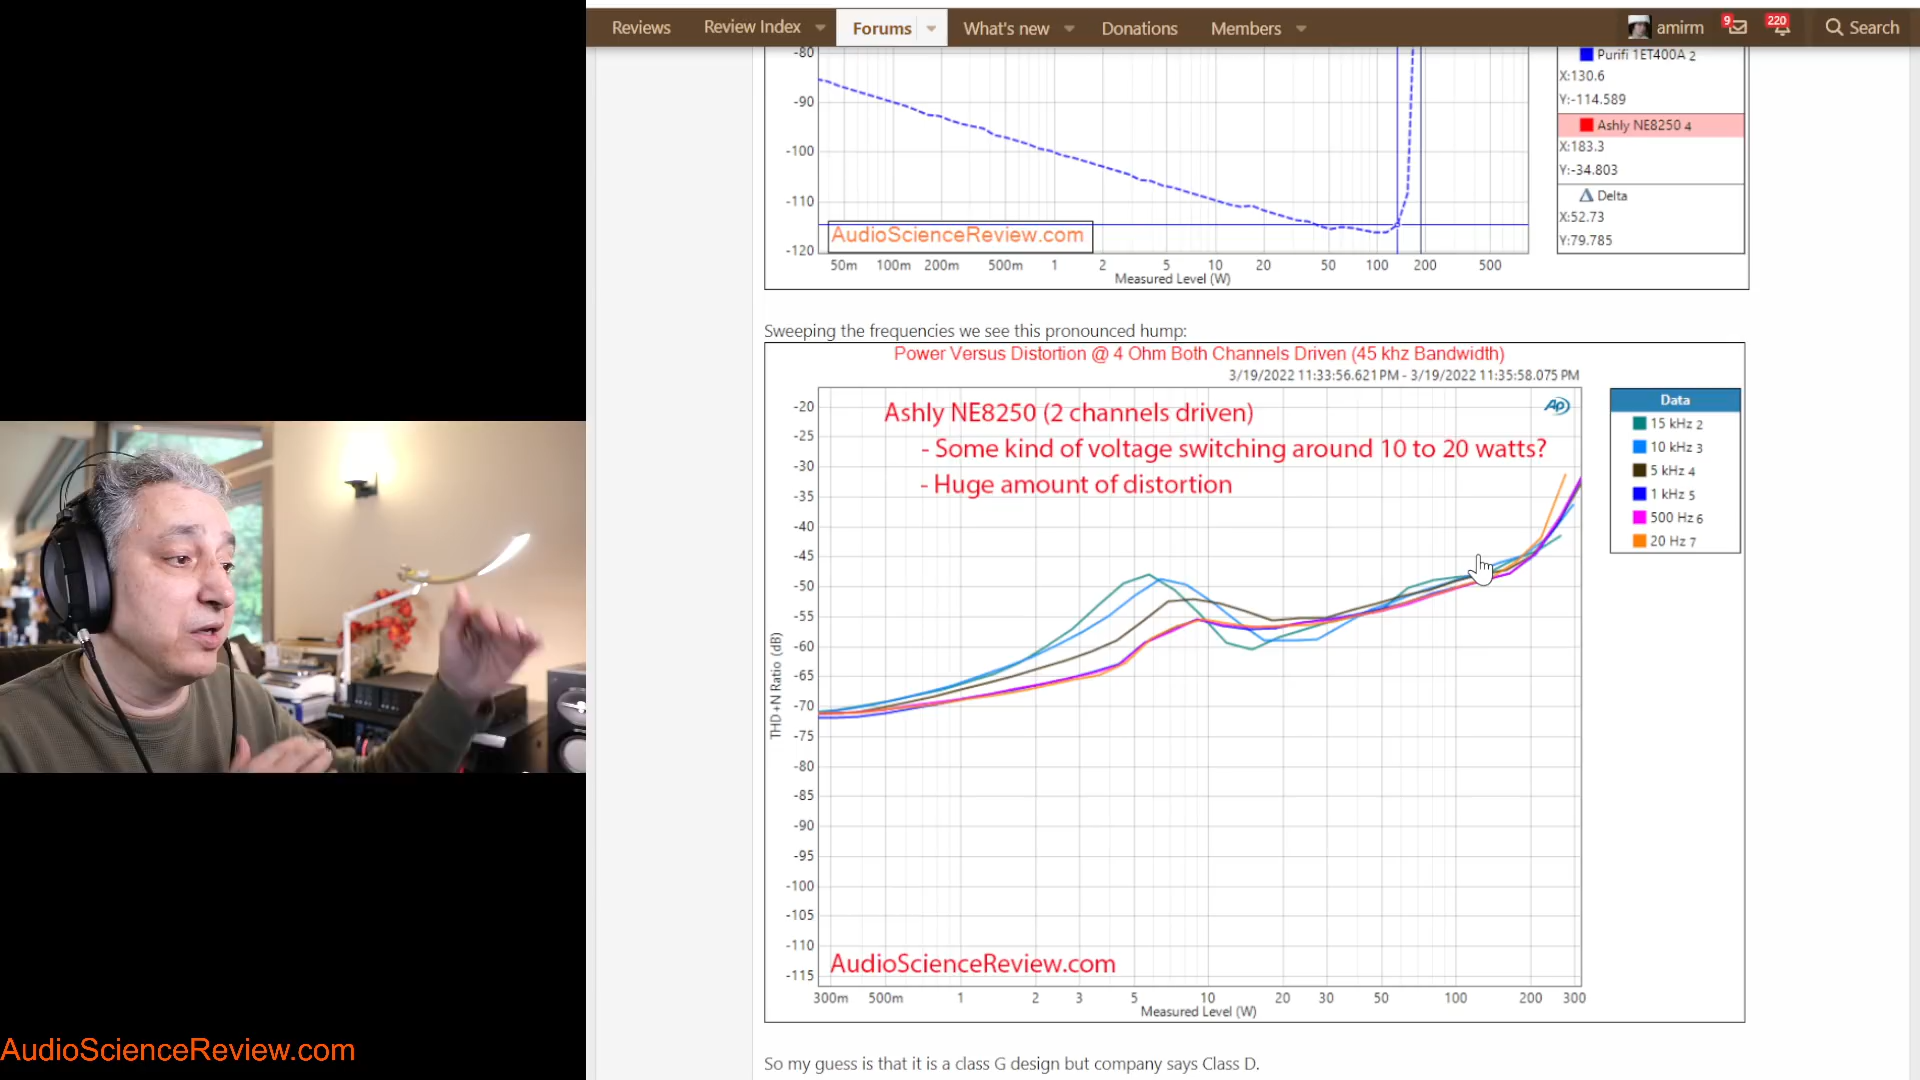 Reviews Review Index Forums What's new Donations Members amirm 9 220 Search
-80
-90
-100
-110
-120
AudioScienceReview.com
50m 100m 200m 500m 1 2 5 10 20 50 100 200 500
Measured Level (W)
Purifi 1ET400A 2
X:130.6
Y:-114.589
Ashly NE8250 4
X:183.3
Y:-34.803
Delta
X:52.73
Y:79.785
Sweeping the frequencies we see this pronounced hump:
Power Versus Distortion @ 4 Ohm Both Channels Driven (45 khz Bandwidth)
3/19/2022 11:33:56.621 PM - 3/19/2022 11:35:58.075 PM
Ashly NE8250 (2 channels driven)
- Some kind of voltage switching around 10 to 20 watts?
- Huge amount of distortion
AP
THD+N Ratio (dB)
-20
-25
-30
-35
-40
-45
-50
-55
-60
-65
-70
-75
-80
-85
-90
-95
-100
-105
-110
-115
AudioScienceReview.com
300m 500m 1 2 3 5 10 20 30 50 100 200 300
Measured Level (W)
Data
15 kHz 2
10 kHz 3
5 kHz 4
1 kHz 5
500 Hz 6
20 Hz 7
So my guess is that it is a class G design but company says Class D.
AudioScienceReview.com